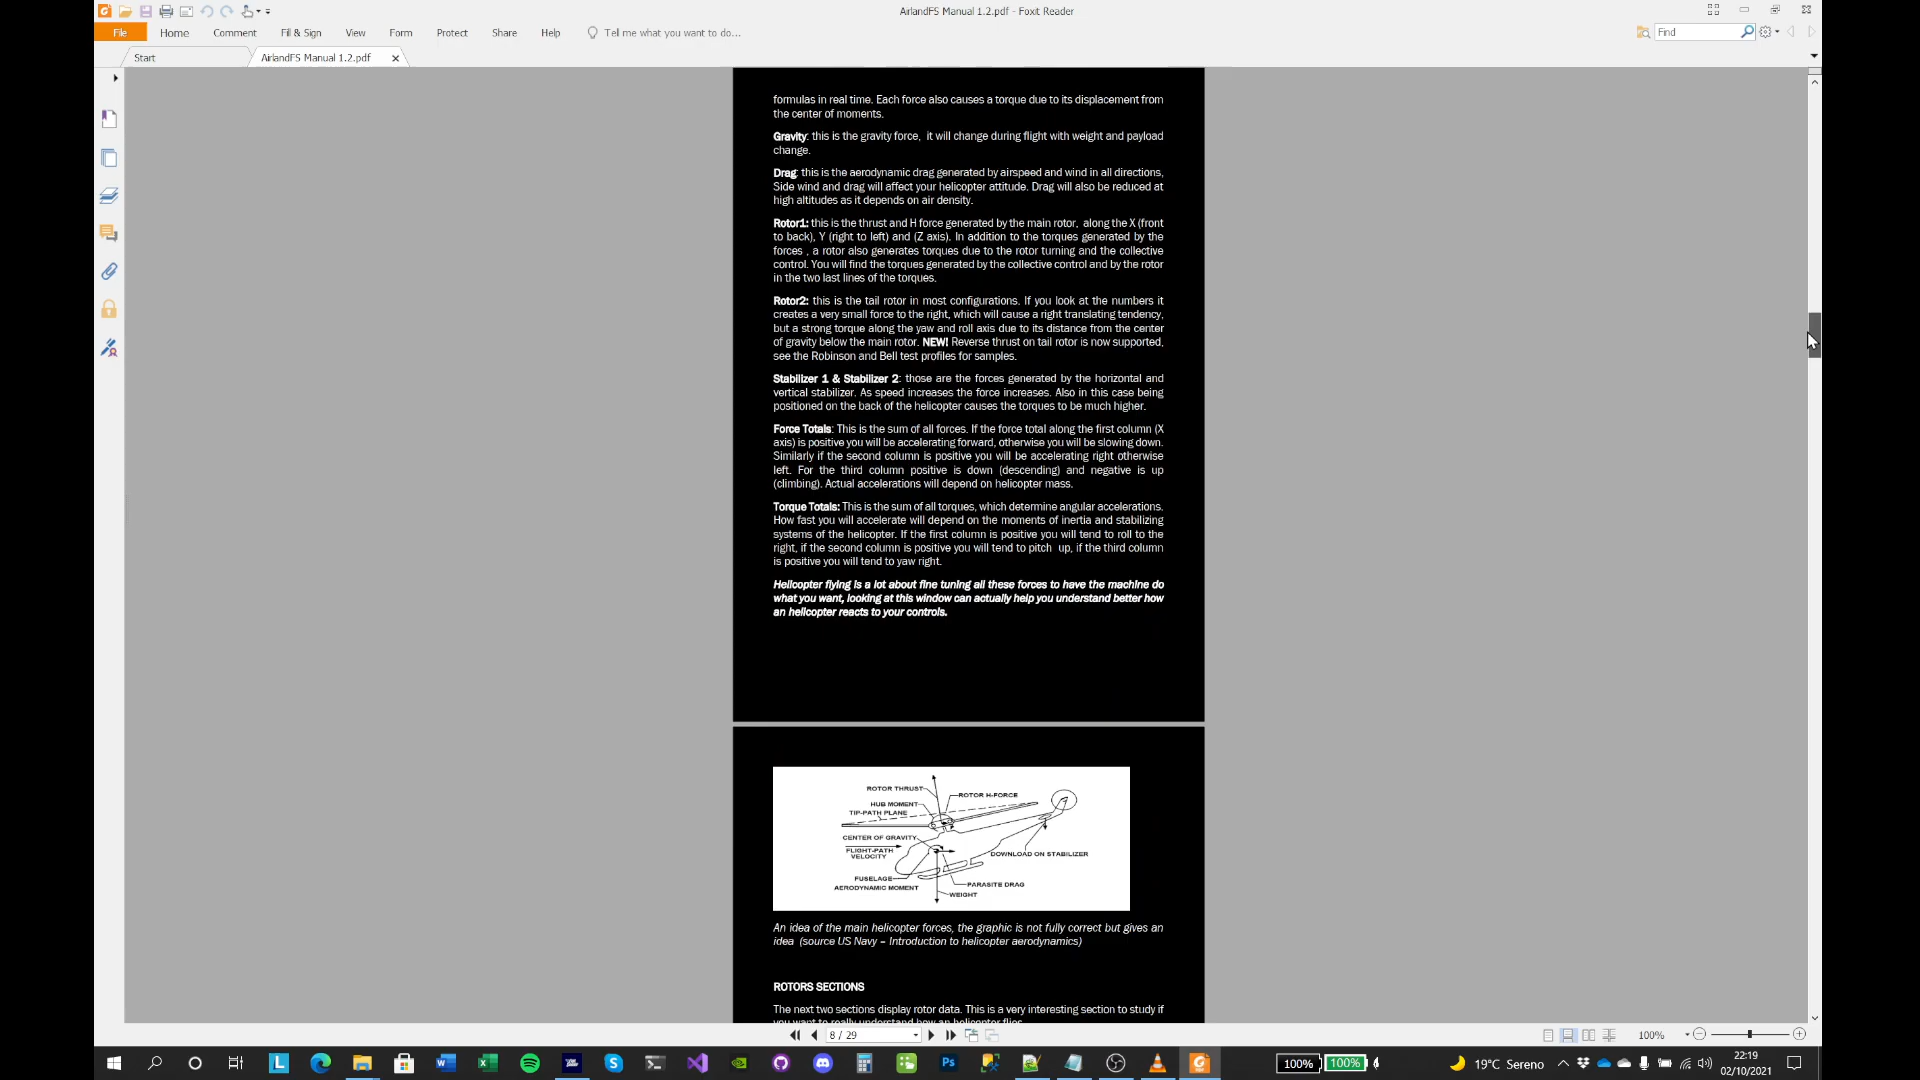 AirlandFS Manual 1.2.pdf - Foxit Reader
File Home Comment Fill & Sign View Form Protect Share Help Tell me what you want to do... Find
Start AirlandFS Manual 1.2.pdf
formulas in real time. Each force also causes a torque due to its displacement from
the center of moments.
Gravity: this is the gravity force, it will change during flight with weight and payload
change.
Drag: this is the aerodynamic drag generated by airspeed and wind in all directions,
Side wind and drag will affect your helicopter attitude. Drag will also be reduced at
high altitudes as it depends on air density.
Rotor1: this is the thrust and H force generated by the main rotor, along the X (front
to back), Y (right to left) and (Z axis). In addition to the torques generated by the
forces , a rotor also generates torques due to the rotor turning and the collective
control. You will find the torques generated by the collective control and by the rotor
in the two last lines of the torques.
Rotor2: this is the tail rotor in most configurations. If you look at the numbers it
creates a very small force to the right, which will cause a right translating tendency,
but a strong torque along the yaw and roll axis due to its distance from the center
of gravity below the main rotor. NEW! Reverse thrust on tail rotor is now supported,
see the Robinson and Bell test profiles for samples.
Stabilizer 1 & Stabilizer 2: those are the forces generated by the horizontal and
vertical stabilizer. As speed increases the force increases. Also in this case being
positioned on the back of the helicopter causes the torques to be much higher.
Force Totals: This is the sum of all forces. If the force total along the first column (X
axis) is positive you will be accelerating forward, otherwise you will be slowing down.
Similarly if the second column is positive you will be accelerating right otherwise
left. For the third column positive is down (descending) and negative is up
(climbing). Actual accelerations will depend on helicopter mass.
Torque Totals: This is the sum of all torques, which determine angular accelerations.
How fast you will accelerate will depend on the moments of inertia and stabilizing
systems of the helicopter. If the first column is positive you will tend to roll to the
right, if the second column is positive you will tend to pitch up, if the third column
is positive you will tend to yaw right.
Helicopter flying is a lot about fine tuning all these forces to have the machine do
what you want, looking at this window can actually help you understand better how
an helicopter reacts to your controls.
ROTOR THRUST
ROTOR H-FORCE
HUB MOMENT
TIP-PATH PLANE
CENTER OF GRAVITY
FLIGHT-PATH
VELOCITY
DOWNLOAD ON STABILIZER
FUSELAGE
AERODYNAMIC MOMENT
PARASITE DRAG
WEIGHT
An idea of the main helicopter forces, the graphic is not fully correct but gives an
idea (source US Navy – Introduction to helicopter aerodynamics)
ROTORS SECTIONS
The next two sections display rotor data. This is a very interesting section to study if
you want to really understand how an helicopter flies.
8 / 29 100%
100% 100% 19°C Sereno 22:19
02/10/2021